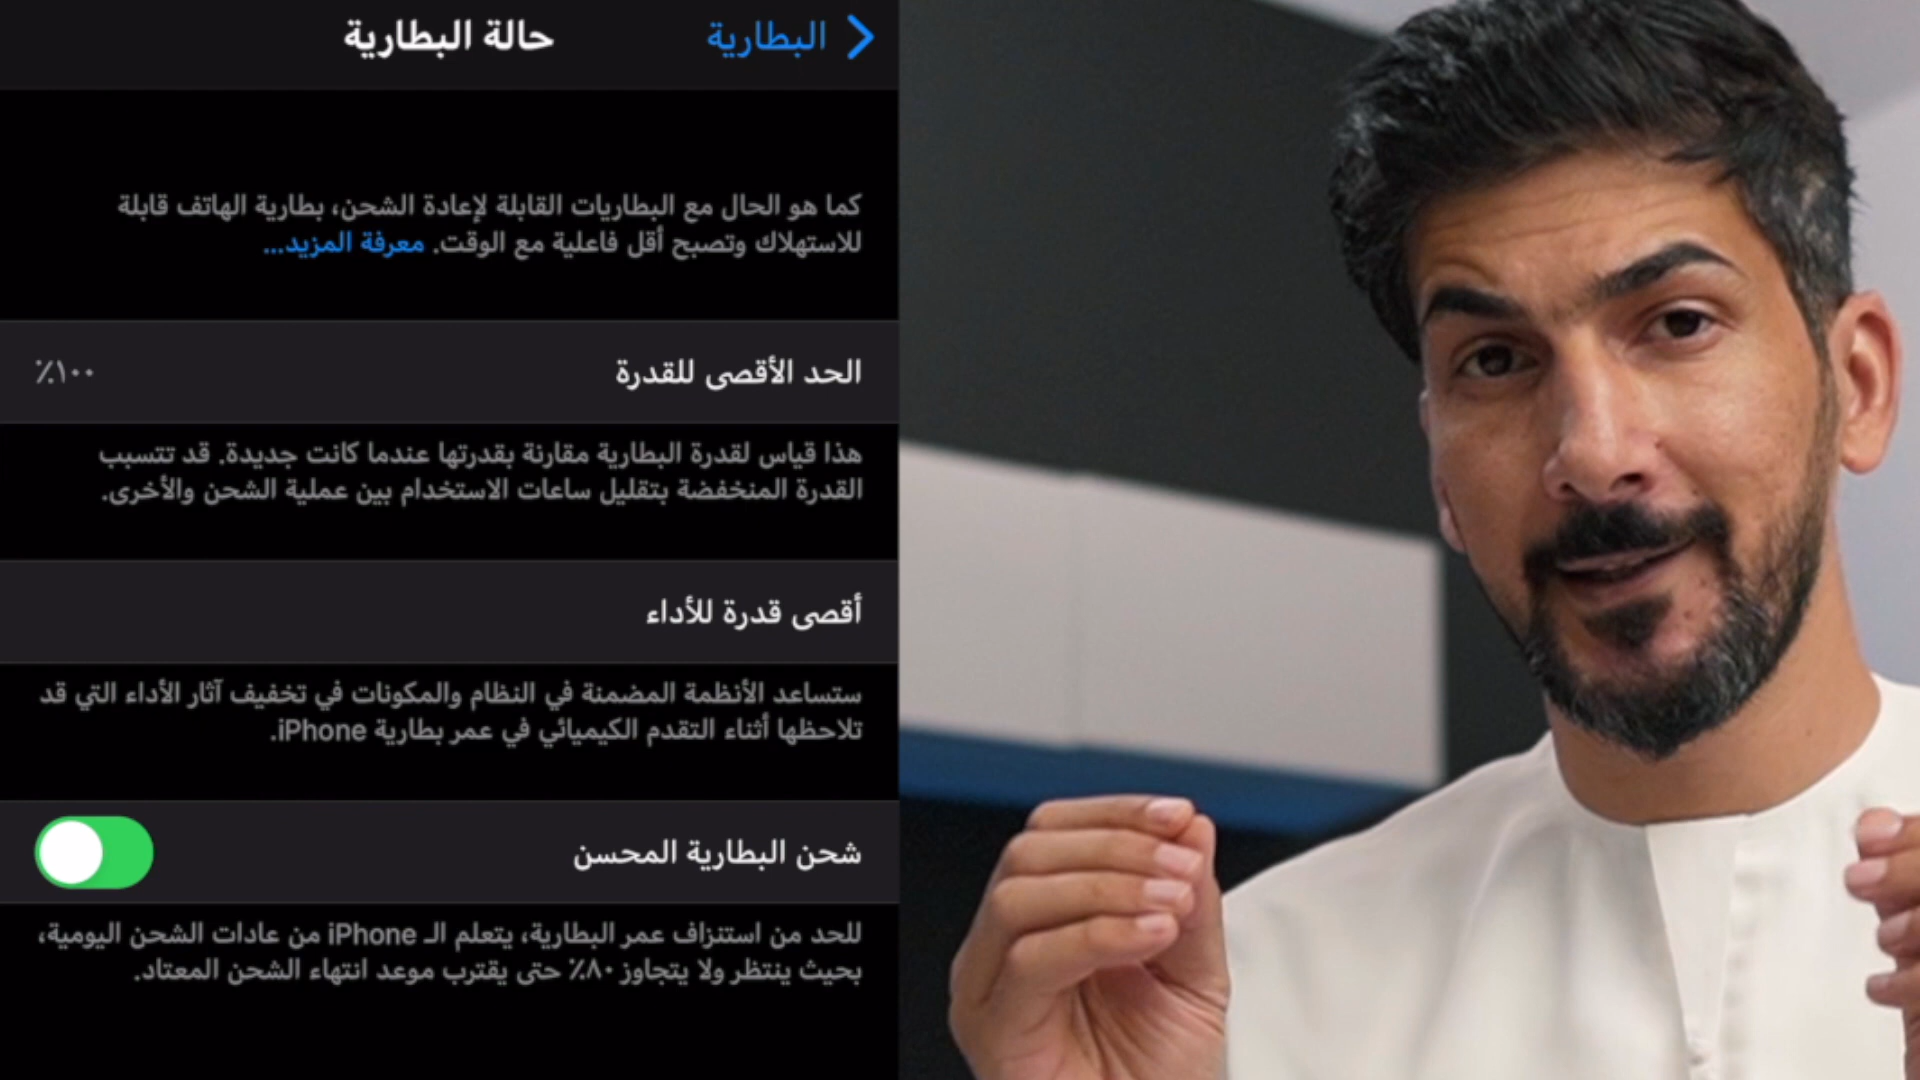 البطارية
حالة البطارية
كما هو الحال مع البطاريات القابلة لإعادة الشحن، بطارية الهاتف قابلة
للاستهلاك وتصبح أقل فاعلية مع الوقت. معرفة المزيد...
الحد الأقصى للقدرة
٪١٠٠
هذا قياس لقدرة البطارية مقارنة بقدرتها عندما كانت جديدة. قد تتسبب
القدرة المنخفضة بتقليل ساعات الاستخدام بين عملية الشحن والأخرى.
أقصى قدرة للأداء
ستساعد الأنظمة المضمنة في النظام والمكونات في تخفيف آثار الأداء التي قد
تلاحظها أثناء التقدم الكيميائي في عمر بطارية iPhone.
شحن البطارية المحسن
للحد من استنزاف عمر البطارية، يتعلم الـ iPhone من عادات الشحن اليومية،
بحيث ينتظر ولا يتجاوز ٨٠٪ حتى يقترب موعد انتهاء الشحن المعتاد.